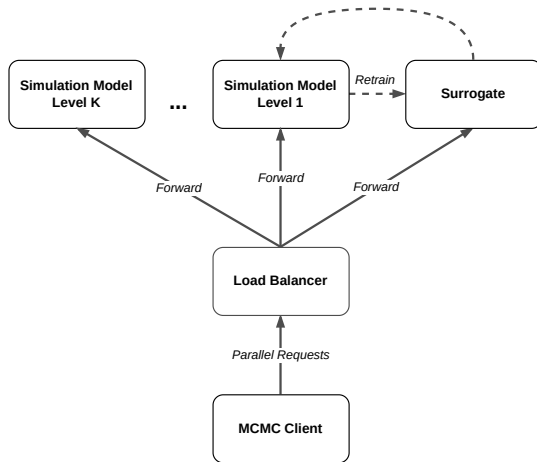 Simulation Model
Level K
...
Simulation Model
Level 1
Retrain
Surrogate
Forward
Forward
Forward
Load Balancer
Parallel Requests
MCMC Client